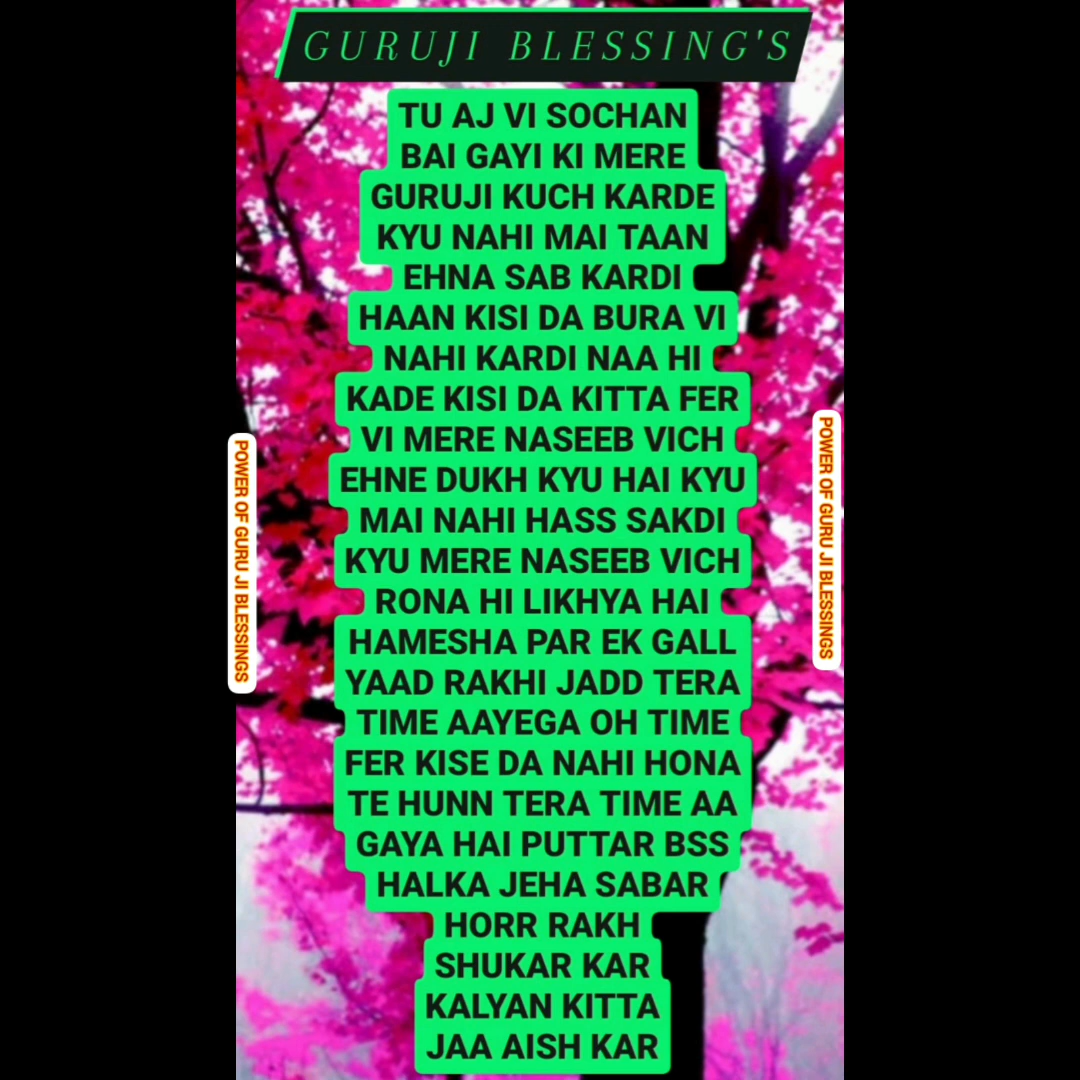 GURUJI BLESSING'S
TU AJ VI SOCHAN
BAI GAYI KI MERE
GURUJI KUCH KARDE
KYU NAHI MAI TAAN
EHNA SAB KARDI
HAAN KISI DA BURA VI
NAHI KARDI NAA HI
KADE KISI DA KITTA FER
VI MERE NASEEB VICH
EHNE DUKH KYU HAI KYU
MAI NAHI HASS SAKDI
KYU MERE NASEEB VICH
RONA HI LIKHYA HAI
HAMESHA PAR EK GALL
YAAD RAKHI JADD TERA
TIME AAYEGA OH TIME
FER KISE DA NAHI HONA
TE HUNN TERA TIME AA
GAYA HAI PUTTAR BSS
HALKA JEHA SABAR
HORR RAKH
SHUKAR KAR
KALYAN KITTA
JAA AISH KAR
POWER OF GURU JI BLESSINGS
POWER OF GURU JI BLESSINGS